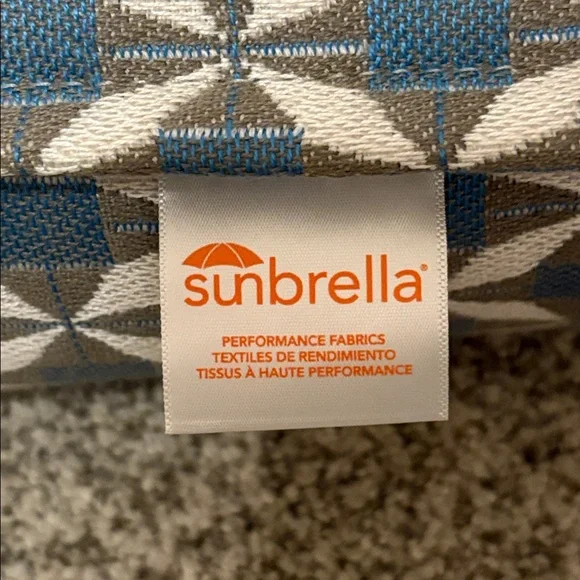 sunbrella®
PERFORMANCE FABRICS
TEXTILES DE RENDIMIENTO
TISSUS À HAUTE PERFORMANCE